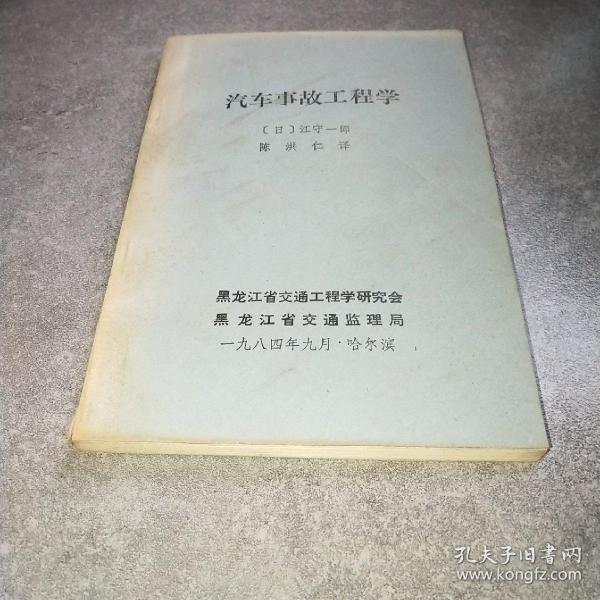 汽车事故工程学
〔日〕江守一郎
陈洪仁译
黑龙江省交通工程学研究会
黑龙江省交通监理局
一九八四年九月·哈尔滨
孔夫子旧书网
www.kongfz.com